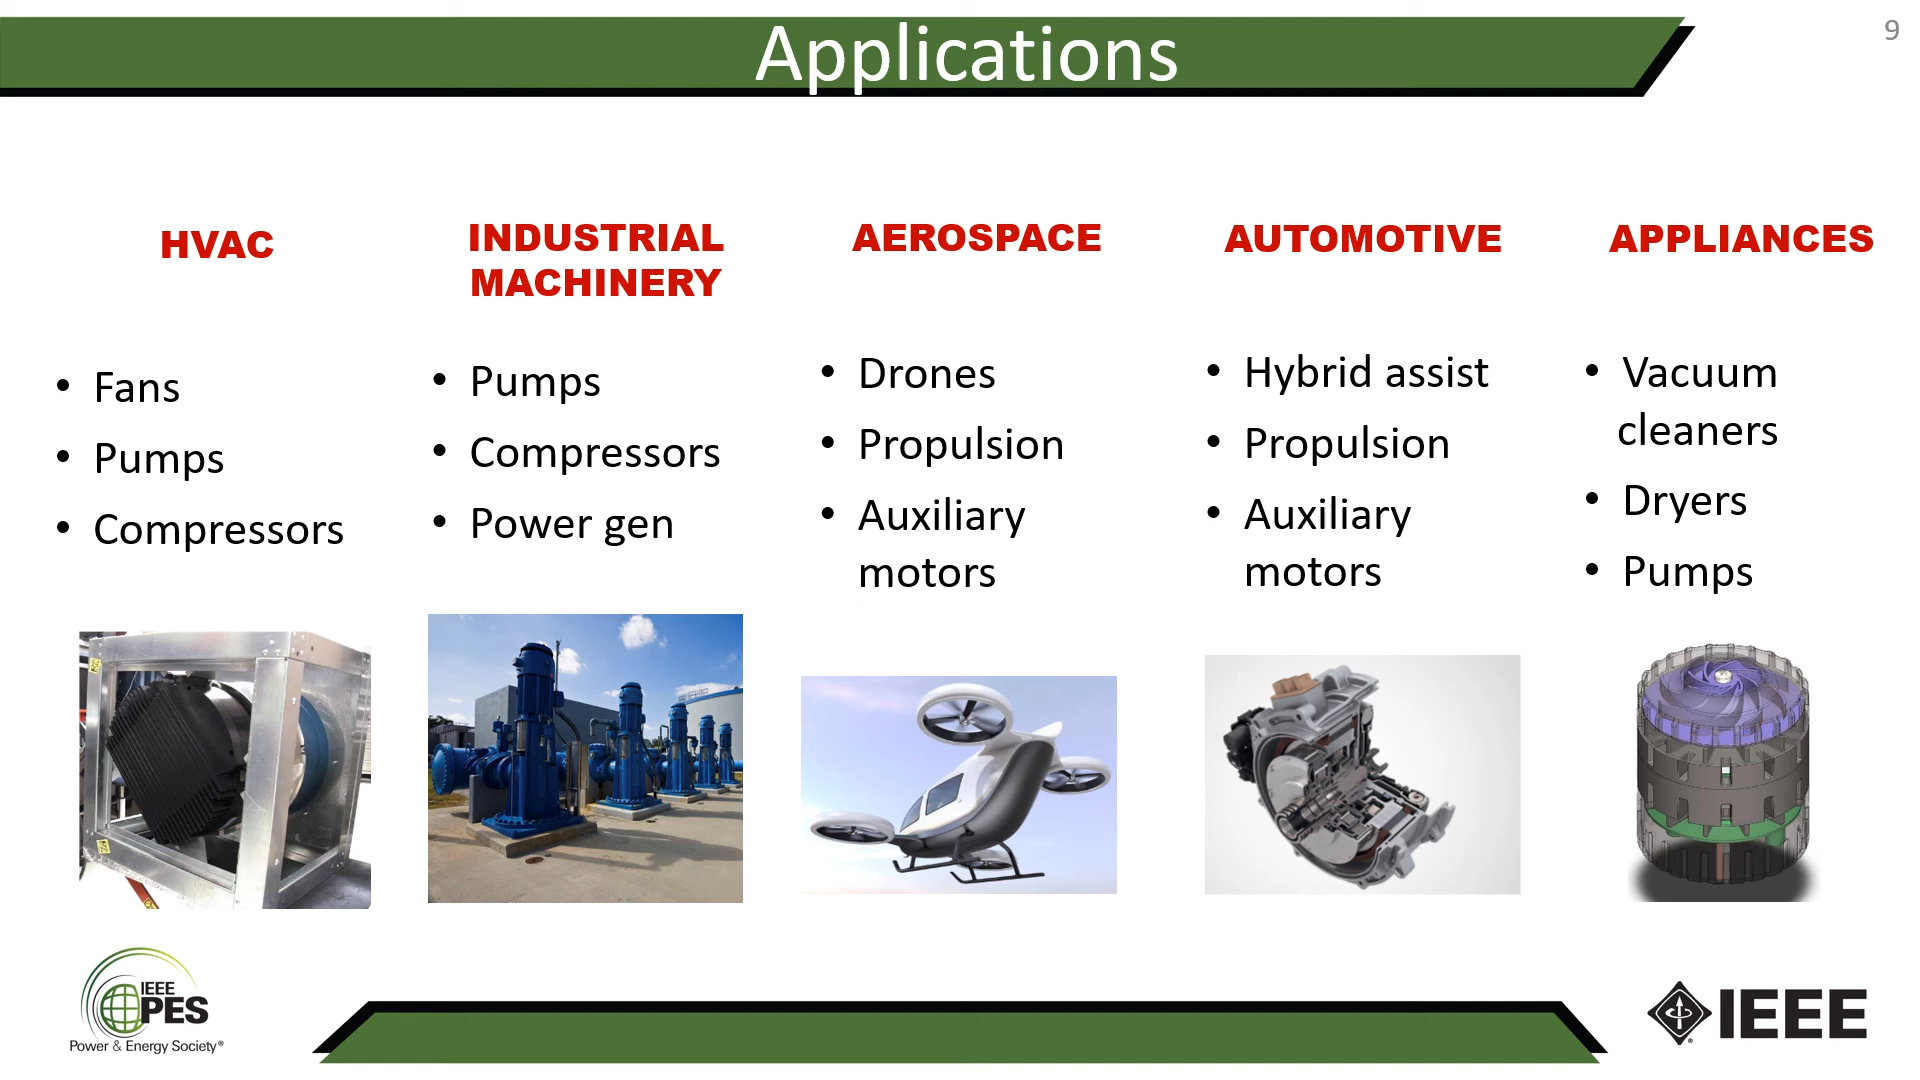 Applications
9
HVAC
• Fans
• Pumps
• Compressors
INDUSTRIAL
MACHINERY
• Pumps
• Compressors
• Power gen
AEROSPACE
• Drones
• Propulsion
• Auxiliary
motors
AUTOMOTIVE
• Hybrid assist
• Propulsion
• Auxiliary
motors
APPLIANCES
• Vacuum
cleaners
• Dryers
• Pumps
IEEE
PES
Power & Energy Society®
IEEE